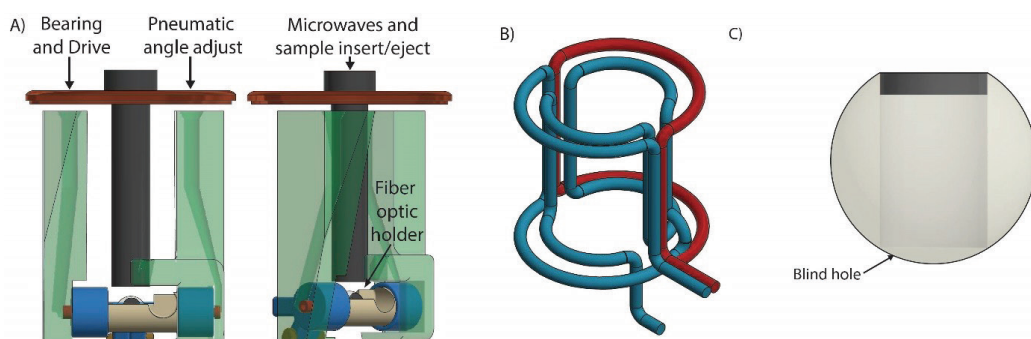 A)
Bearing
and Drive
Pneumatic
angle adjust
Microwaves and
sample insert/eject
Fiber
optic
holder
B)
C)
Blind hole